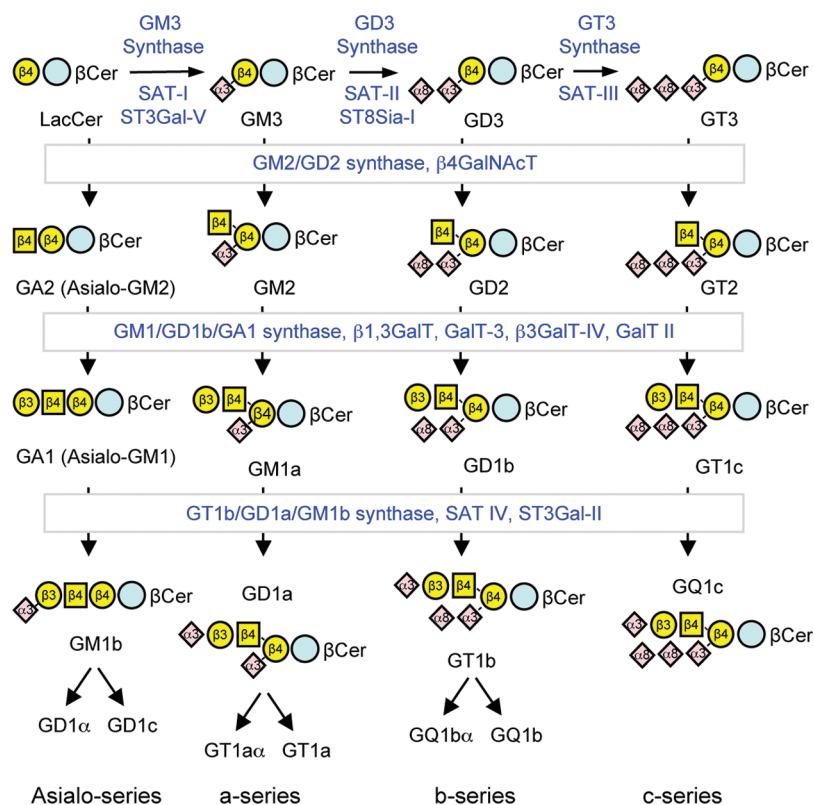 GM3 GD3 GT3
Synthase Synthase Synthase
β4 βCer β4 βCer β4 βCer β4 βCer
α3 α8 α3 α8 α8 α3
SAT-I SAT-II SAT-III
ST3Gal-V ST8Sia-I
LacCer GM3 GD3 GT3
GM2/GD2 synthase, β4GalNAcT
β4 β4 βCer β4 β4 βCer β4 β4 βCer β4 β4 βCer
α3 α8 α3 α8 α8 α3
GA2 (Asialo-GM2) GM2 GD2 GT2
GM1/GD1b/GA1 synthase, β1,3GalT, GalT-3, β3GalT-IV, GalT II
β3 β4 β4 βCer β3 β4 β4 βCer β3 β4 β4 βCer β3 β4 β4 βCer
α3 α8 α3 α8 α8 α3
GA1 (Asialo-GM1) GM1a GD1b GT1c
GT1b/GD1a/GM1b synthase, SAT IV, ST3Gal-II
β3 β4 β4 βCer GD1a α3 β3 β4 β4 βCer GQ1c
α3 α3 β3 β4 β4 βCer α8 α3 α3 β3 β4 β4 βCer
GM1b α3 GT1b α8 α8 α3
GD1α GD1c GT1aα GT1a GQ1bα GQ1b
Asialo-series a-series b-series c-series